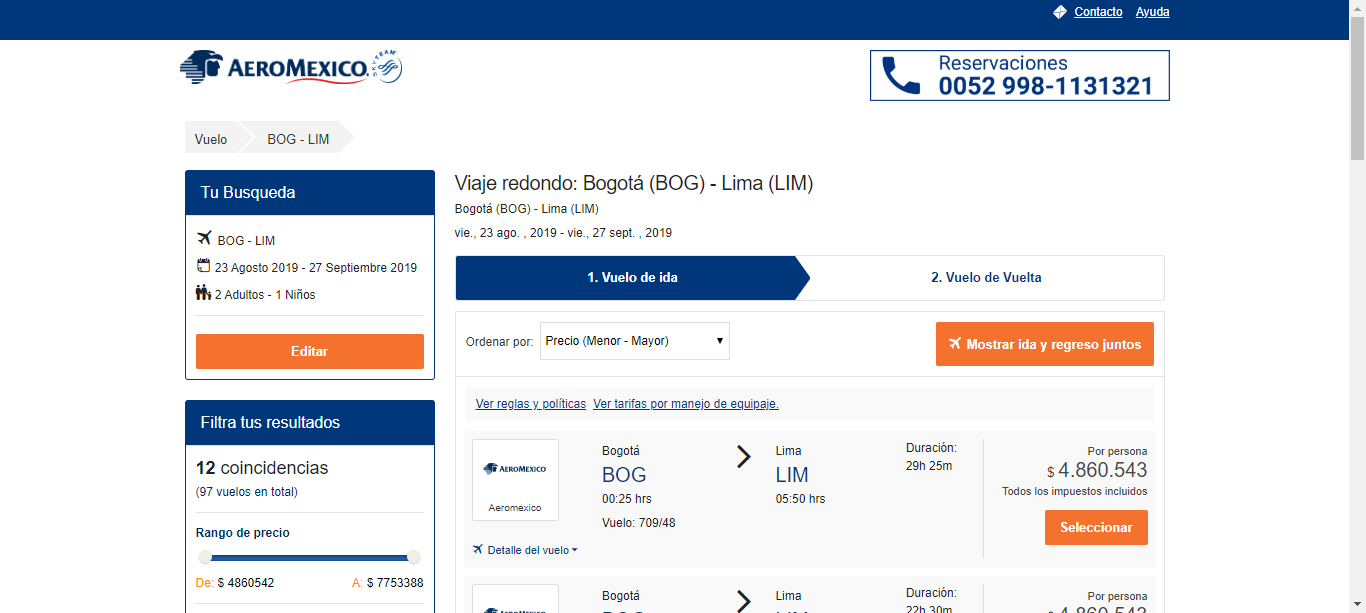 Contacto Ayuda
AEROMEXICO. SKYTEAM
Reservaciones
0052 998-1131321
Vuelo BOG - LIM
Tu Busqueda
BOG - LIM
23 Agosto 2019 - 27 Septiembre 2019
2 Adultos - 1 Niños
Editar
Filtra tus resultados
12 coincidencias
(97 vuelos en total)
Rango de precio
De: $ 4860542 A: $ 7753388
Viaje redondo: Bogotá (BOG) - Lima (LIM)
Bogotá (BOG) - Lima (LIM)
vie., 23 ago. , 2019 - vie., 27 sept. , 2019
1. Vuelo de ida 2. Vuelo de Vuelta
Ordenar por: Precio (Menor - Mayor) Mostrar ida y regreso juntos
Ver reglas y políticas Ver tarifas por manejo de equipaje.
AEROMEXICO
Aeromexico
Bogotá
BOG
00:25 hrs
Vuelo: 709/48
Lima
LIM
05:50 hrs
Duración:
29h 25m
Por persona
$ 4.860.543
Todos los impuestos incluidos
Seleccionar
Detalle del vuelo
AEROMEXICO
Bogotá
BOG
Lima
LIM
Duración:
22h 30m
Por persona
$ 4.860.543